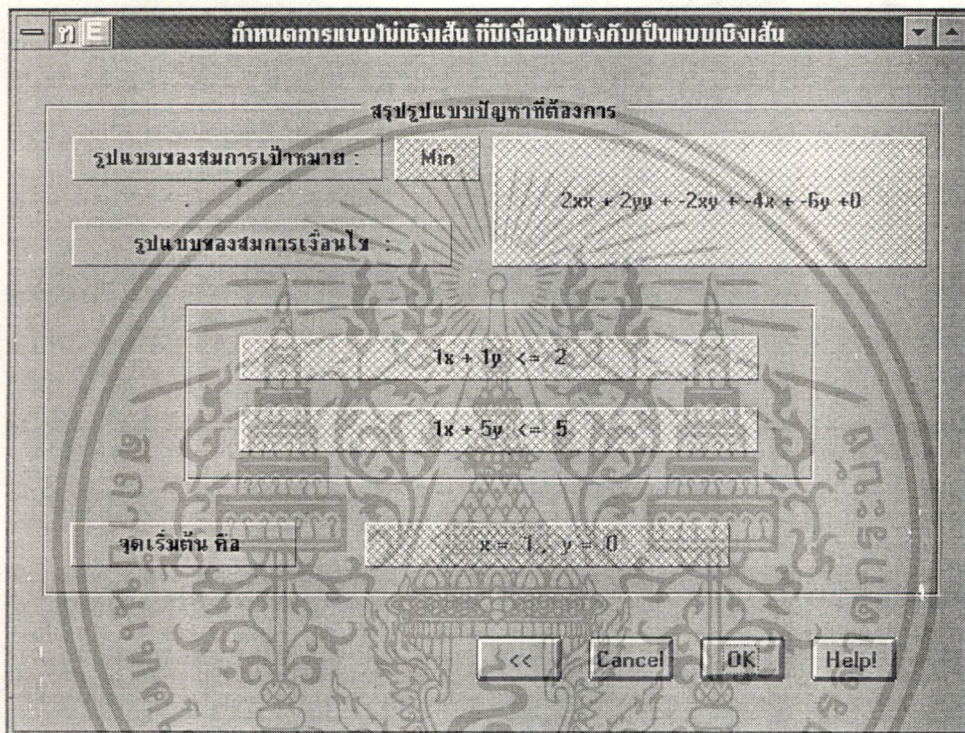 ฑ E กำหนดการแบบไม่เชิงเส้น ที่มีเงื่อนไขบังคับเป็นแบบเชิงเส้น
สรุปรูปแบบปัญหาที่ต้องการ
รูปแบบของสมการเป้าหมาย : Min
2xx + 2yy + -2xy + -4x + -6y +0
รูปแบบของสมการเงื่อนไข :
1x + 1y <= 2
1x + 5y <= 5
จุดเริ่มต้น คือ x = 1 , y = 0
<< Cancel OK Help!